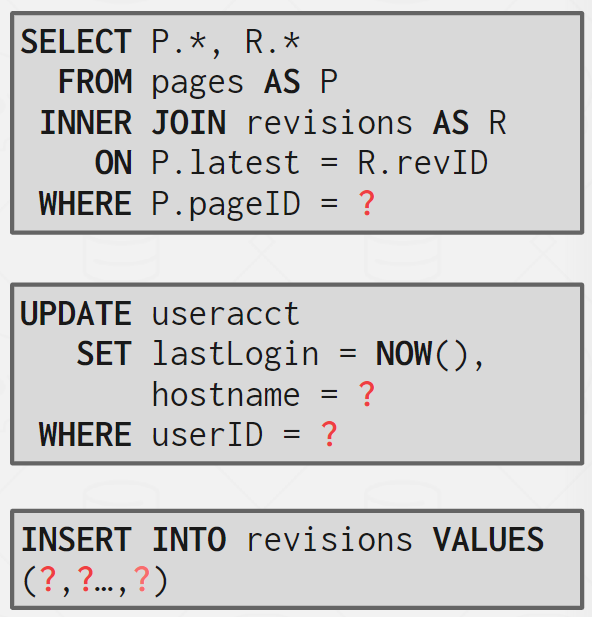 SELECT P.*, R.*
FROM pages AS P
INNER JOIN revisions AS R
ON P.latest = R.revID
WHERE P.pageID = ?
UPDATE useracct
SET lastLogin = NOW(),
hostname = ?
WHERE userID = ?
INSERT INTO revisions VALUES
(?,?…,?)